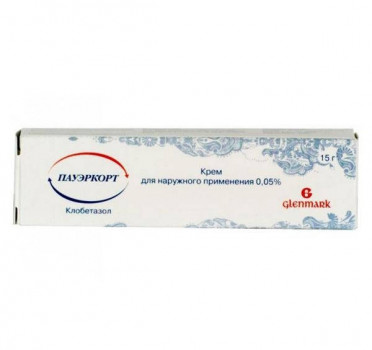 ПАУЭРКОРТ
Клобетазол
Крем
для наружного применения 0,05%
15 г
G
GLENMARK